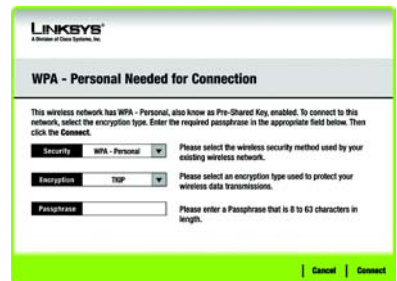 LINKSYS®
A Division of Cisco Systems, Inc.
WPA - Personal Needed for Connection
This wireless network has WPA - Personal, also know as Pre-Shared Key, enabled. To connect to this
network, select the encryption type. Enter the required passphrase in the appropriate field below. Then
click the Connect.
Security WPA - Personal Please select the wireless security method used by your
existing wireless network.
Encryption TKIP Please select an encryption type used to protect your
wireless data transmissions.
Passphrase Please enter a Passphrase that is 8 to 63 characters in
length.
Cancel Connect